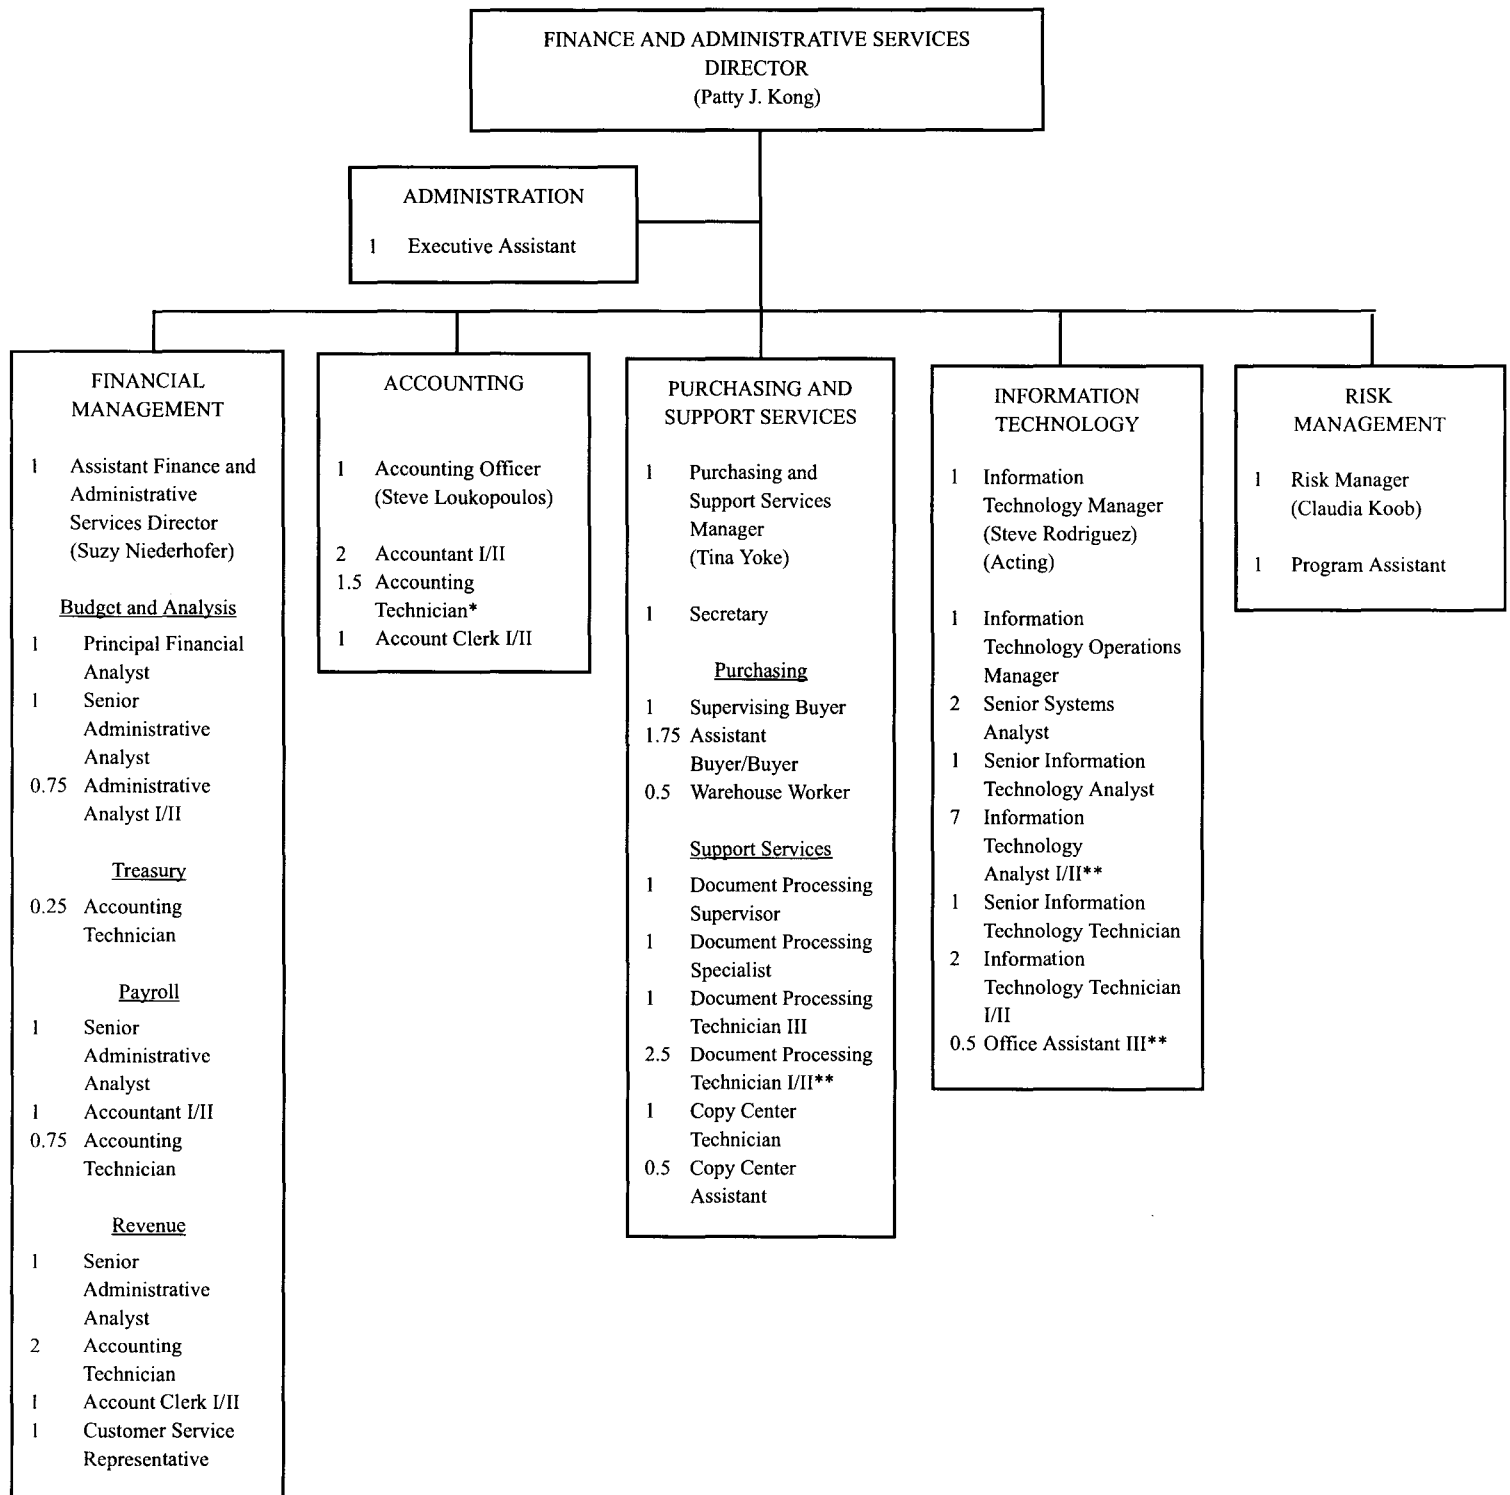 FINANCE AND ADMINISTRATIVE SERVICES
DIRECTOR
(Patty J. Kong)
ADMINISTRATION
1 Executive Assistant
FINANCIAL
MANAGEMENT
1 Assistant Finance and
Administrative
Services Director
(Suzy Niederhofer)
Budget and Analysis
1 Principal Financial
Analyst
1 Senior
Administrative
Analyst
0.75 Administrative
Analyst I/II
Treasury
0.25 Accounting
Technician
Payroll
1 Senior
Administrative
Analyst
1 Accountant I/II
0.75 Accounting
Technician
Revenue
1 Senior
Administrative
Analyst
2 Accounting
Technician
1 Account Clerk I/II
1 Customer Service
Representative
ACCOUNTING
1 Accounting Officer
(Steve Loukopoulos)
2 Accountant I/II
1.5 Accounting
Technician*
1 Account Clerk I/II
PURCHASING AND
SUPPORT SERVICES
1 Purchasing and
Support Services
Manager
(Tina Yoke)
1 Secretary
Purchasing
1 Supervising Buyer
1.75 Assistant
Buyer/Buyer
0.5 Warehouse Worker
Support Services
1 Document Processing
Supervisor
1 Document Processing
Specialist
1 Document Processing
Technician III
2.5 Document Processing
Technician I/II**
1 Copy Center
Technician
0.5 Copy Center
Assistant
INFORMATION
TECHNOLOGY
1 Information
Technology Manager
(Steve Rodriguez)
(Acting)
1 Information
Technology Operations
Manager
2 Senior Systems
Analyst
1 Senior Information
Technology Analyst
7 Information
Technology
Analyst I/II**
1 Senior Information
Technology Technician
2 Information
Technology Technician
I/II
0.5 Office Assistant III**
RISK
MANAGEMENT
1 Risk Manager
(Claudia Koob)
1 Program Assistant